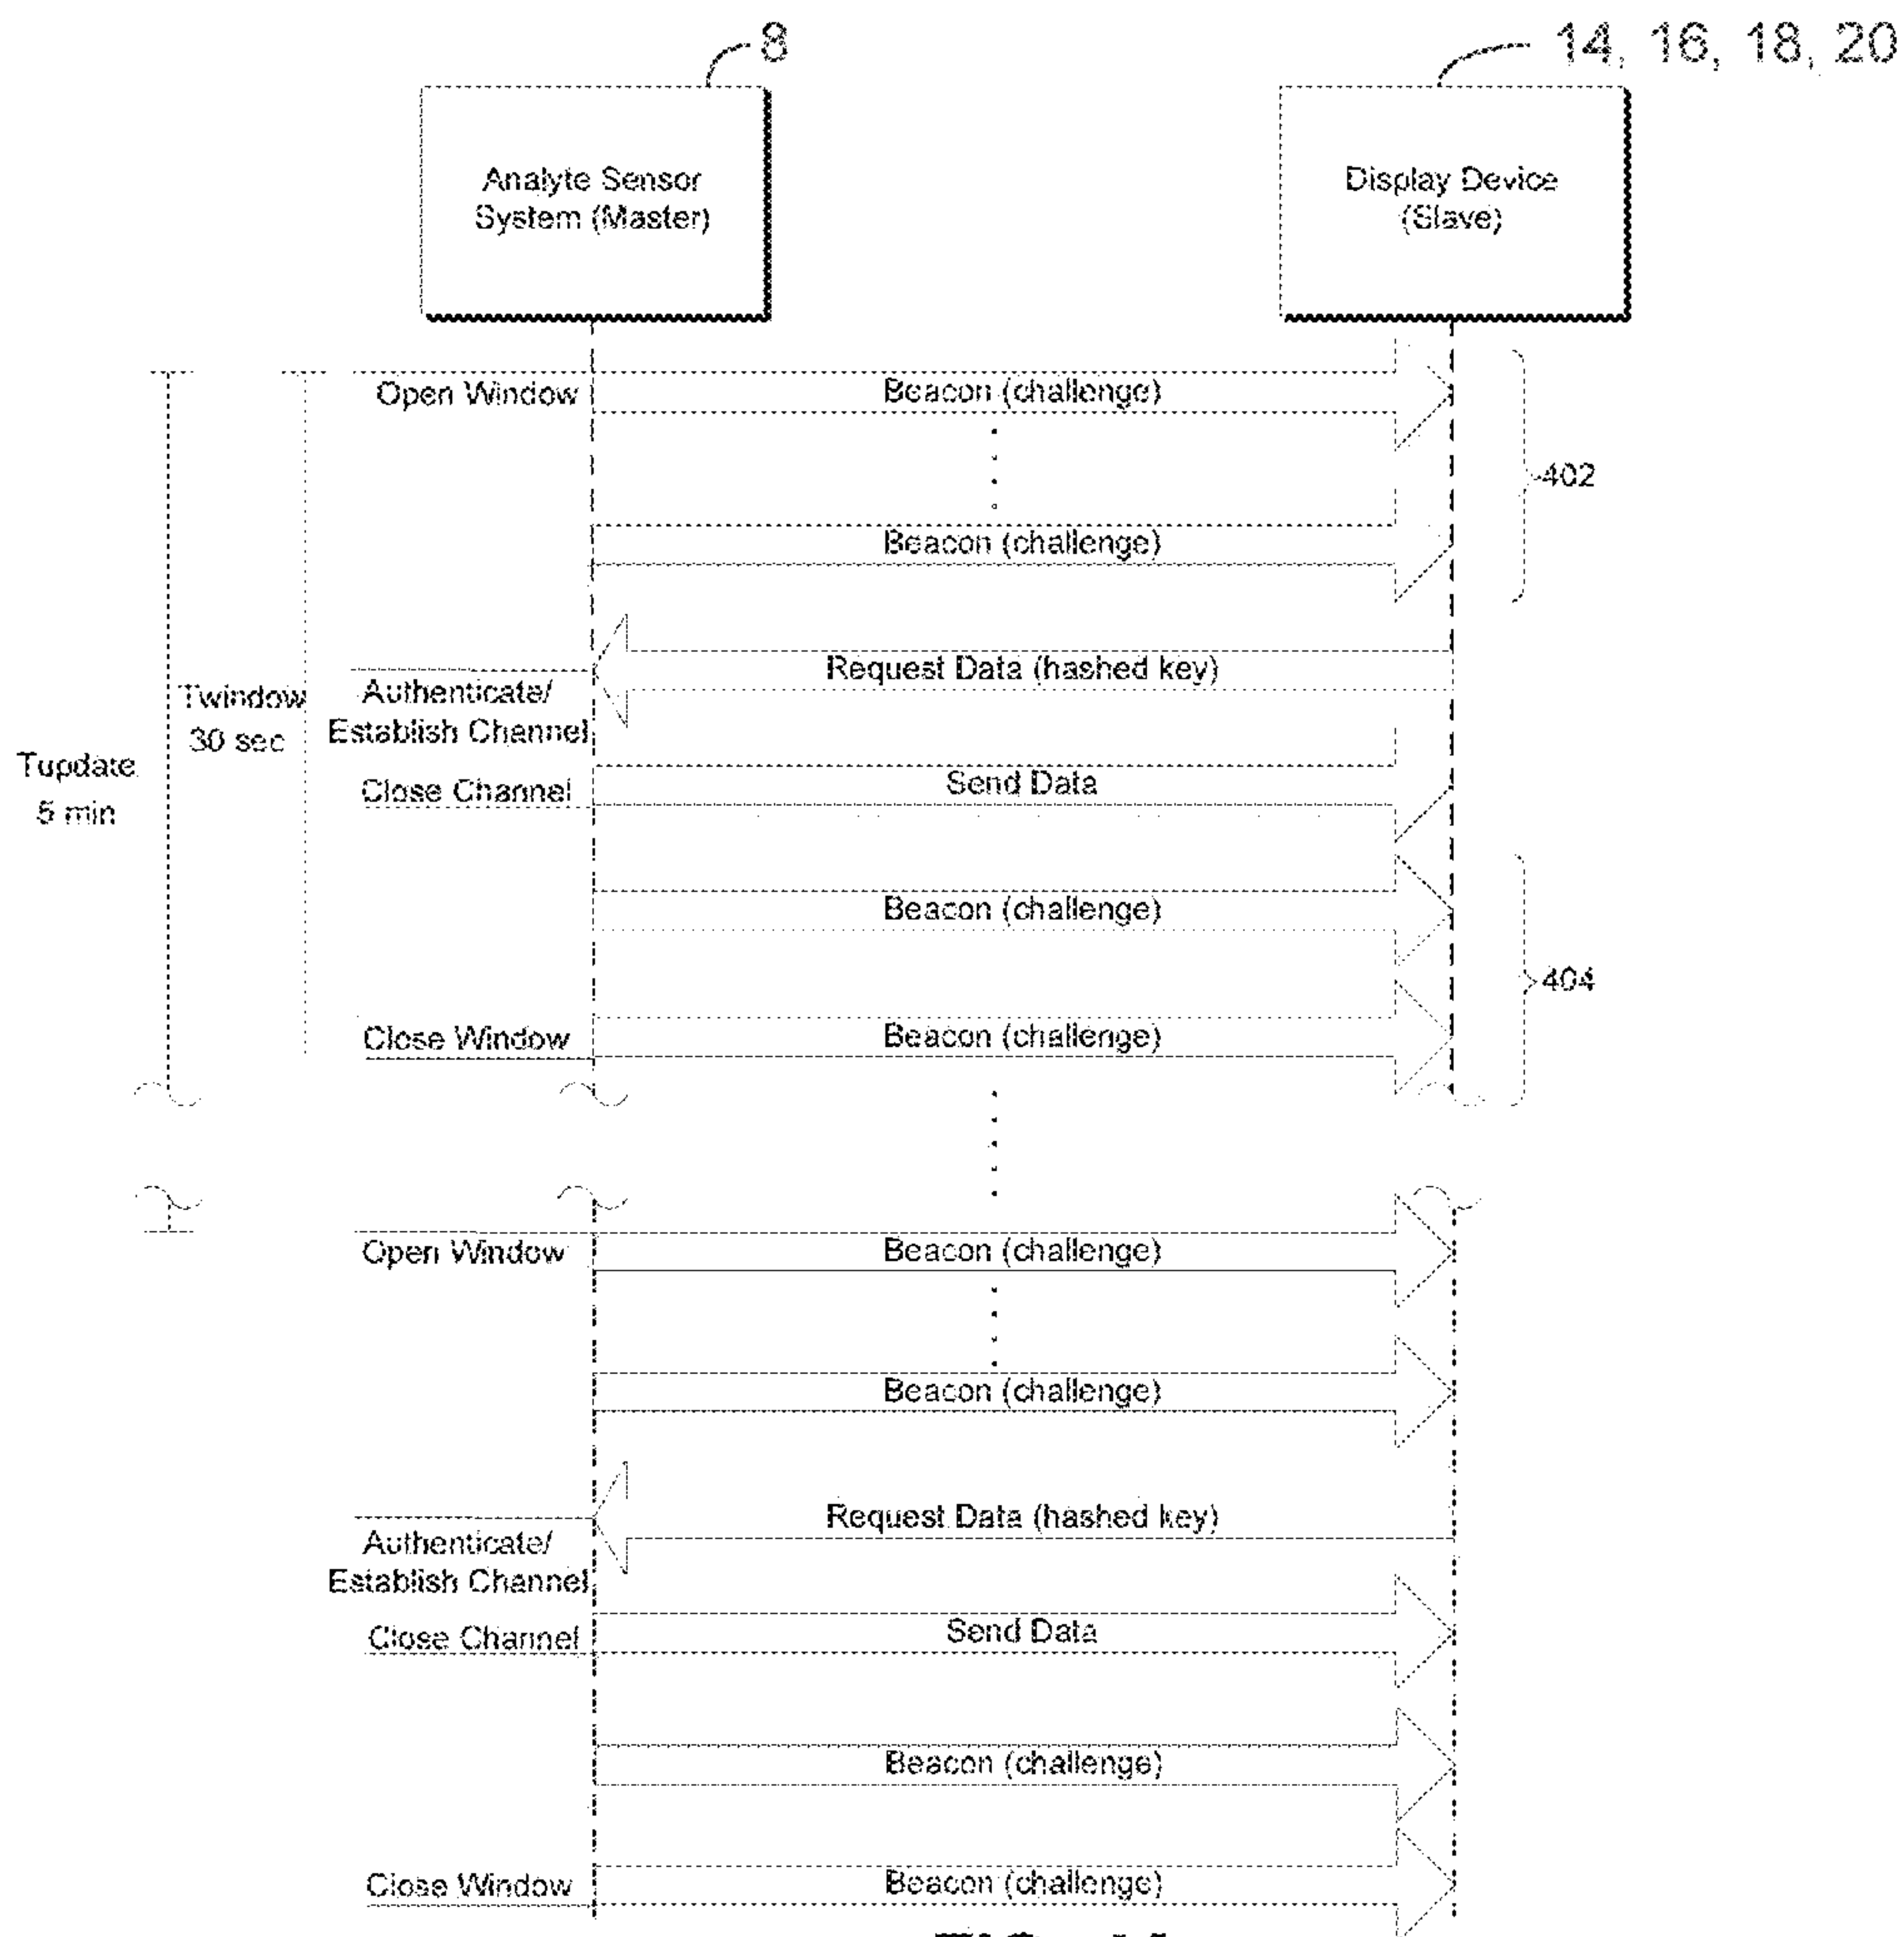 8
14, 16, 18, 20
Analyte Sensor
System (Master)
Display Device
(Slave)
Open Window
Beacon (challenge)
402
Beacon (challenge)
Request Data (hashed key)
Authenticate/
Establish Channel
Twindow
30 sec
Tupdate
5 min
Close Channel
Send Data
Beacon (challenge)
404
Close Window
Beacon (challenge)
Open Window
Beacon (challenge)
Beacon (challenge)
Request Data (hashed key)
Authenticate/
Establish Channel
Close Channel
Send Data
Beacon (challenge)
Close Window
Beacon (challenge)